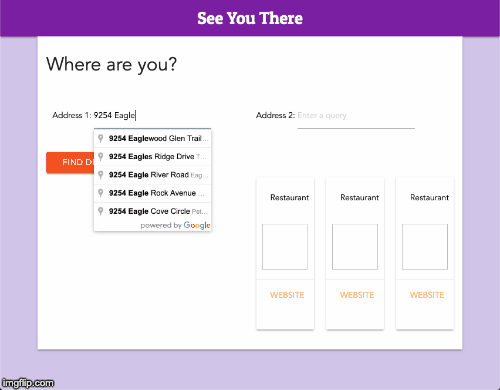 See You There
Where are you?
Address 1: 9254 Eagle
Address 2: Enter a query
9254 Eaglewood Glen Trail...
9254 Eagles Ridge Drive T...
9254 Eagle River Road Eag...
9254 Eagle Rock Avenue ...
9254 Eagle Cove Circle Pet...
powered by Google
FIND D
Restaurant
Restaurant
Restaurant
WEBSITE
WEBSITE
WEBSITE
imgflip.com